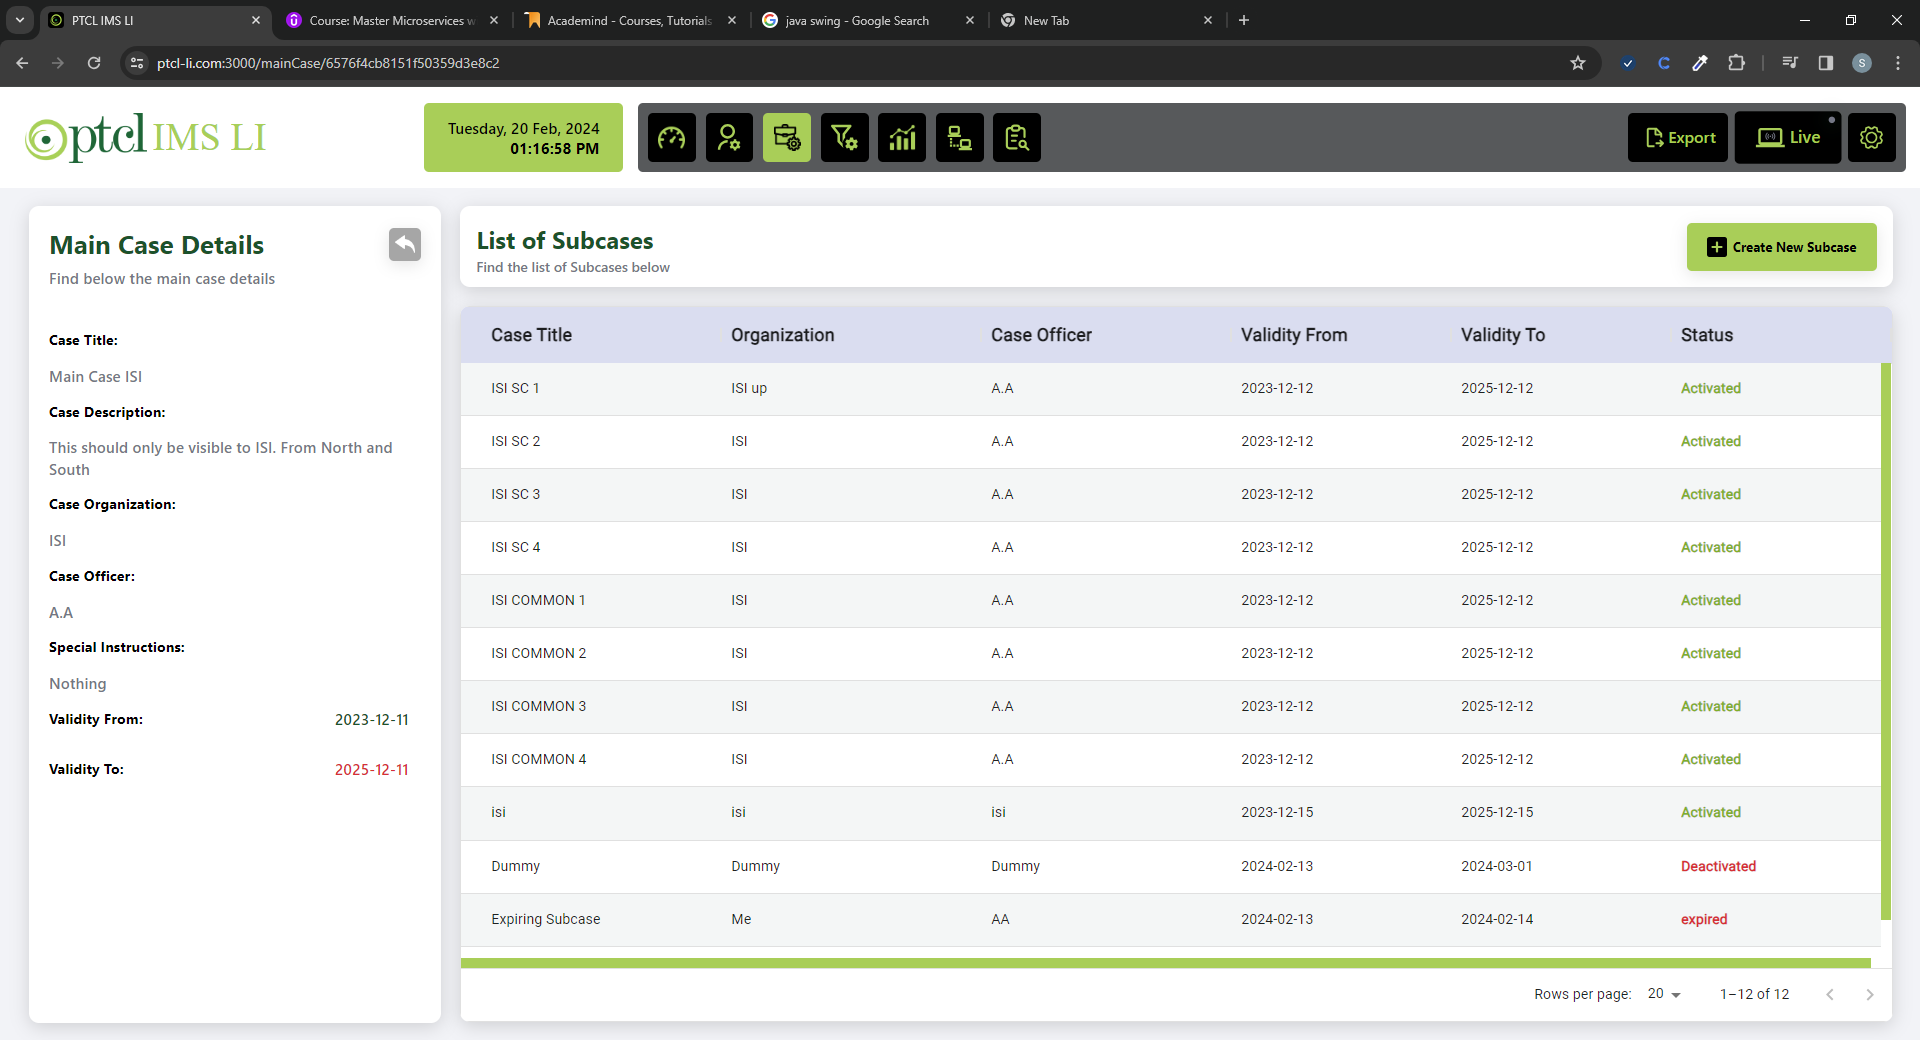 PTCL IMS LI
Course: Master Microservices w
Academind - Courses, Tutorials
java swing - Google Search
New Tab
ptcl-li.com:3000/mainCase/6576f4cb8151f50359d3e8c2
C
S
ptcl IMS LI
Tuesday, 20 Feb, 2024
01:16:58 PM
Export
Live
Main Case Details
Find below the main case details
Case Title:
Main Case ISI
Case Description:
This should only be visible to ISI. From North and
South
Case Organization:
ISI
Case Officer:
A.A
Special Instructions:
Nothing
Validity From: 2023-12-11
Validity To: 2025-12-11
List of Subcases
Find the list of Subcases below
Create New Subcase
Case Title Organization Case Officer Validity From Validity To Status
ISI SC 1 ISI up A.A 2023-12-12 2025-12-12 Activated
ISI SC 2 ISI A.A 2023-12-12 2025-12-12 Activated
ISI SC 3 ISI A.A 2023-12-12 2025-12-12 Activated
ISI SC 4 ISI A.A 2023-12-12 2025-12-12 Activated
ISI COMMON 1 ISI A.A 2023-12-12 2025-12-12 Activated
ISI COMMON 2 ISI A.A 2023-12-12 2025-12-12 Activated
ISI COMMON 3 ISI A.A 2023-12-12 2025-12-12 Activated
ISI COMMON 4 ISI A.A 2023-12-12 2025-12-12 Activated
isi isi isi 2023-12-15 2025-12-15 Activated
Dummy Dummy Dummy 2024-02-13 2024-03-01 Deactivated
Expiring Subcase Me AA 2024-02-13 2024-02-14 expired
Rows per page: 20 1–12 of 12